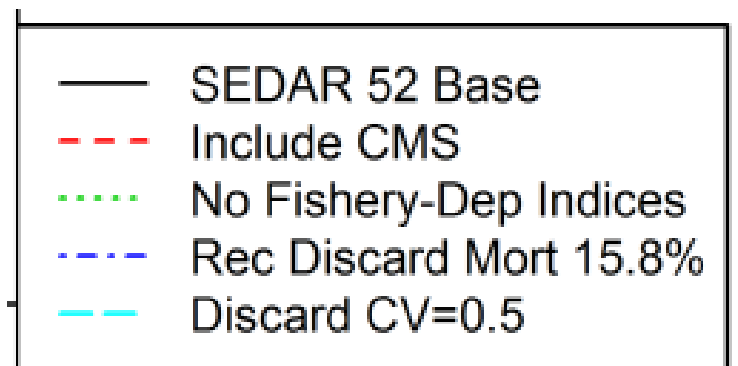 SEDAR 52 Base
Include CMS
No Fishery-Dep Indices
Rec Discard Mort 15.8%
Discard CV=0.5